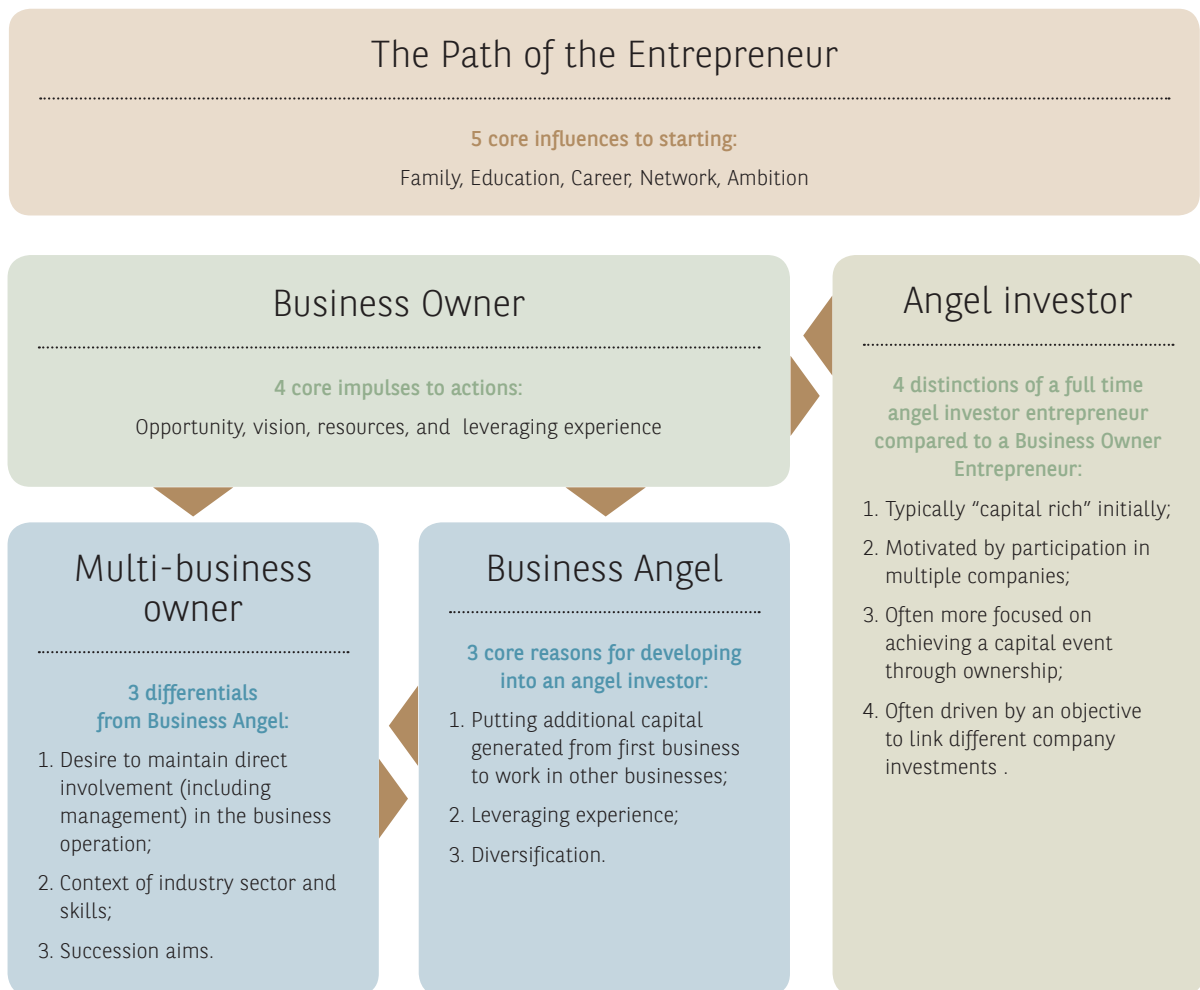 The Path of the Entrepreneur
5 core influences to starting:
Family, Education, Career, Network, Ambition
Business Owner
4 core impulses to actions:
Opportunity, vision, resources, and  leveraging experience
Angel investor
4 distinctions of a full time
angel investor entrepreneur
compared to a Business Owner
Entrepreneur:
1. Typically “capital rich” initially;
2. Motivated by participation in
multiple companies;
3. Often more focused on
achieving a capital event
through ownership;
4. Often driven by an objective
to link different company
investments .
Multi-business
owner
3 differentials
from Business Angel:
1. Desire to maintain direct
involvement (including
management) in the business
operation;
2. Context of industry sector and
skills;
3. Succession aims.
Business Angel
3 core reasons for developing
into an angel investor:
1. Putting additional capital
generated from first business
to work in other businesses;
2. Leveraging experience;
3. Diversification.